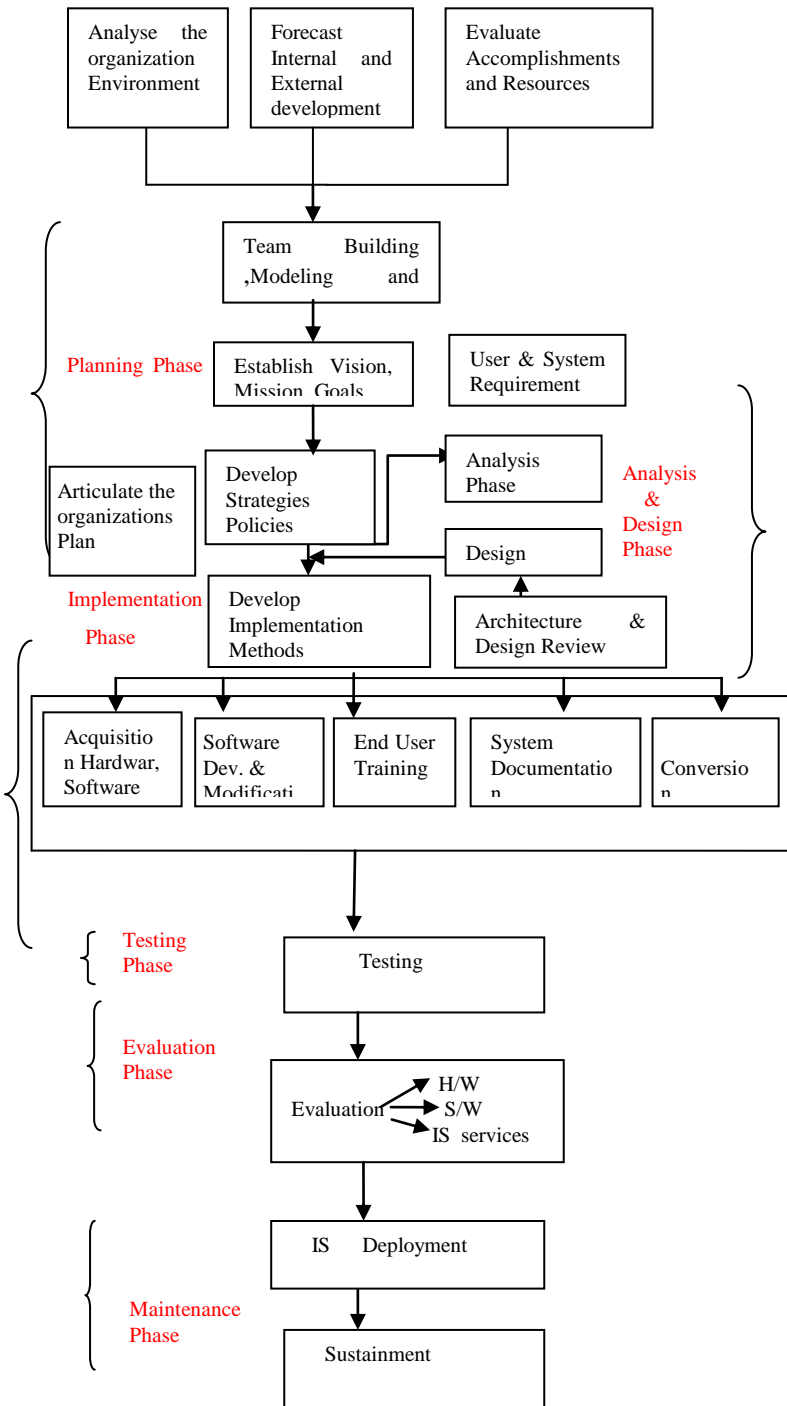 Analyse the
organization
Environment
Forecast
Internal and
External
development
Evaluate
Accomplishments
and Resources
Team Building
,Modeling and
Planning Phase
Establish Vision,
Mission Goals
User & System
Requirement
Articulate the
organizations
Plan
Develop
Strategies
Policies
Analysis
Phase
Analysis
&
Design
Phase
Design
Implementation
Phase
Develop
Implementation
Methods
Architecture &
Design Review
Acquisitio
n Hardwar,
Software
Software
Dev. &
Modificati
End User
Training
System
Documentatio
n
Conversio
n
Testing
Phase
Testing
Evaluation
Phase
Evaluation
H/W
S/W
IS services
IS Deployment
Maintenance
Phase
Sustainment